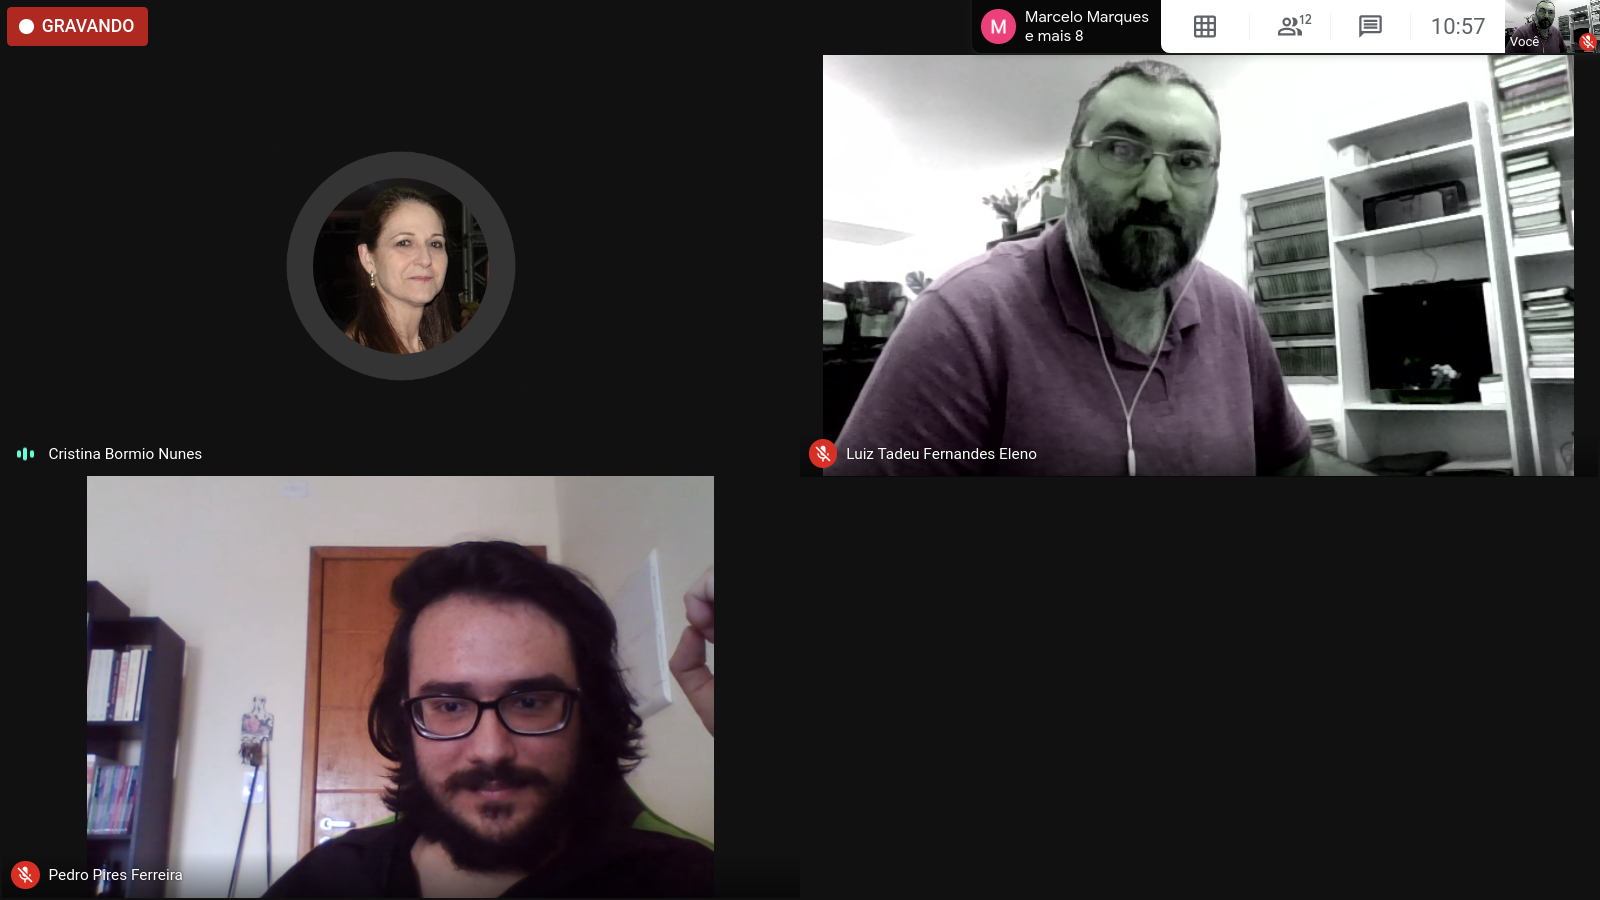 GRAVANDO
M
Marcelo Marques
e mais 8
12
10:57
Você
Cristina Bormio Nunes
Luiz Tadeu Fernandes Eleno
Pedro Pires Ferreira